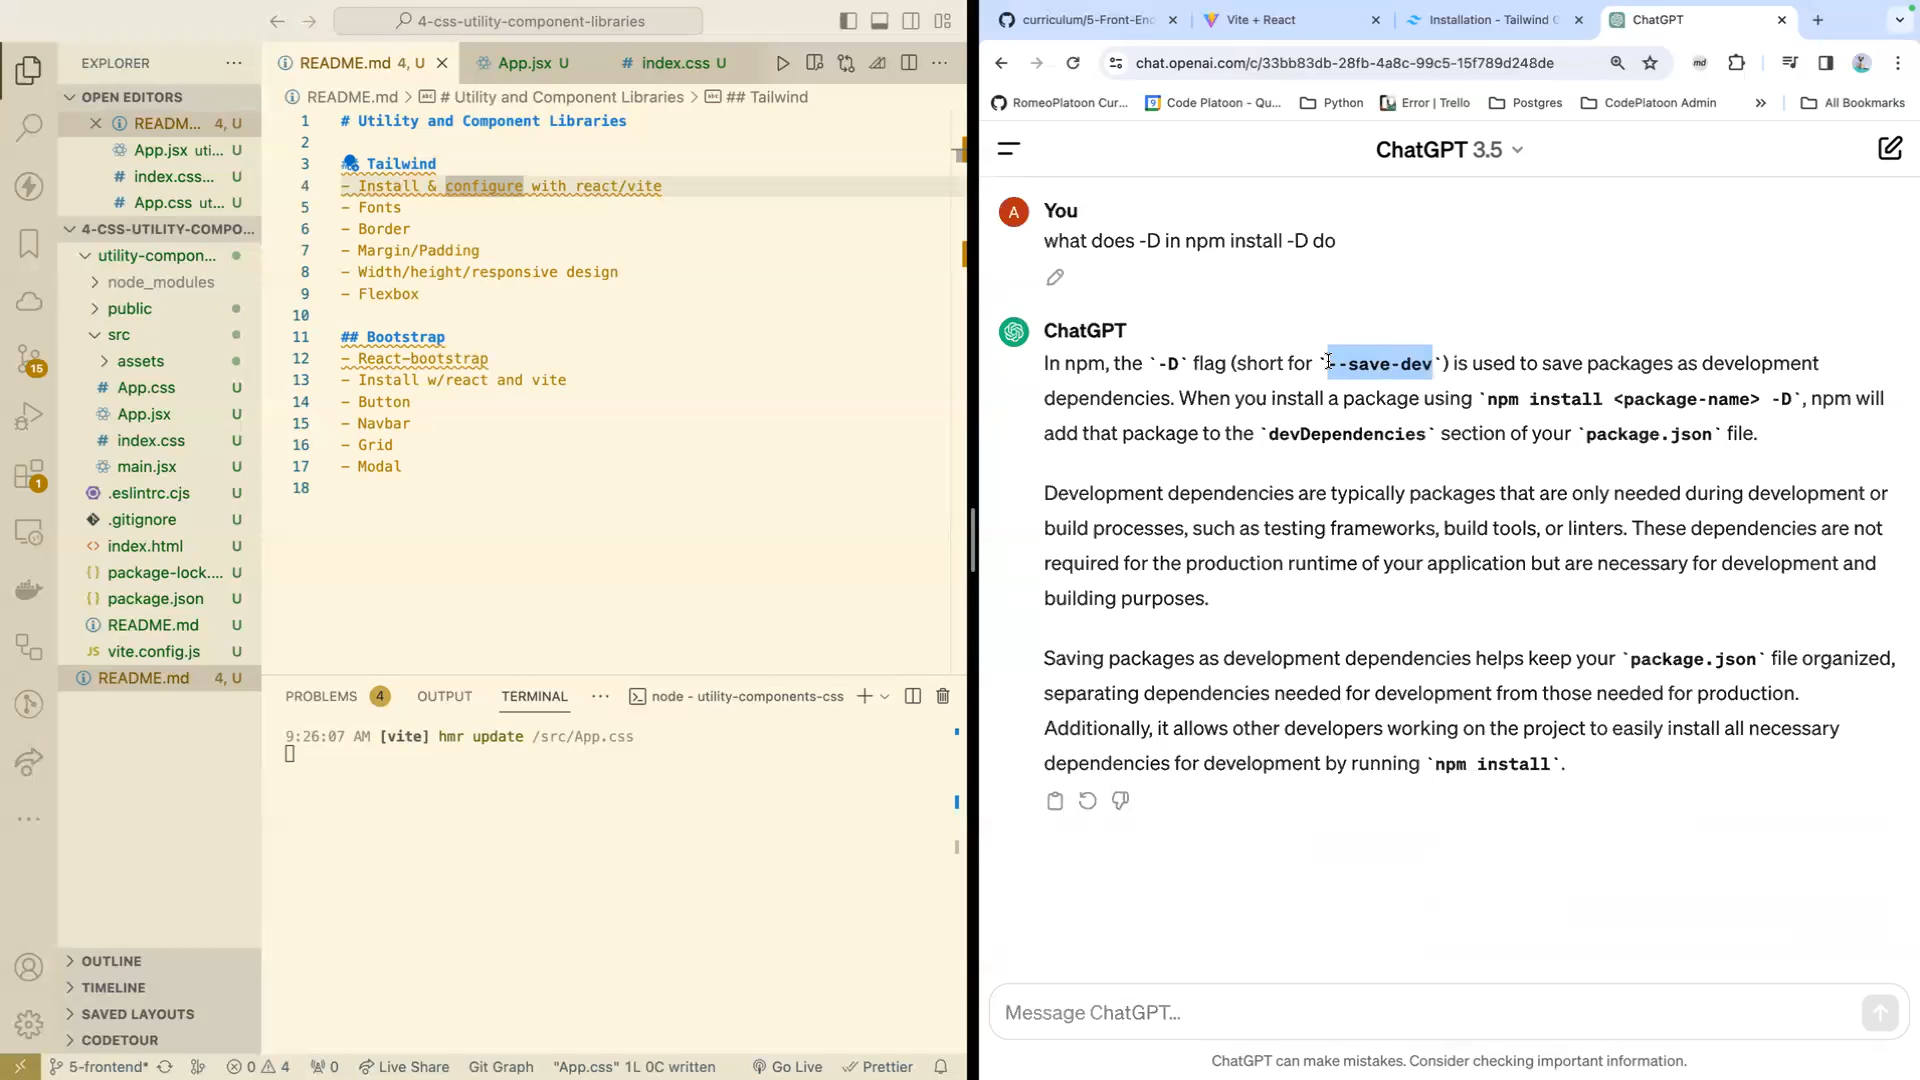 4-css-utility-component-libraries
EXPLORER
OPEN EDITORS
READM... 4, U
App.jsx uti... U
index.css... U
App.css ut... U
4-CSS-UTILITY-COMPO...
utility-compon...
node_modules
public
src
assets
App.css U
App.jsx U
index.css U
main.jsx U
.eslintrc.cjs U
.gitignore U
index.html U
package-lock.... U
package.json U
README.md U
JS vite.config.js U
README.md 4, U
OUTLINE
TIMELINE
SAVED LAYOUTS
CODETOUR
15
1
README.md 4, U
App.jsx U
# index.css U
README.md > # Utility and Component Libraries > ## Tailwind
1 # Utility and Component Libraries
2
3 Tailwind
4 - Install & configure with react/vite
5 - Fonts
6 - Border
7 - Margin/Padding
8 - Width/height/responsive design
9 - Flexbox
10
11 ## Bootstrap
12 - React-bootstrap
13 - Install w/react and vite
14 - Button
15 - Navbar
16 - Grid
17 - Modal
18
PROBLEMS 4 OUTPUT TERMINAL node - utility-components-css
9:26:07 AM [vite] hmr update /src/App.css
5-frontend* 0 4 0 Live Share Git Graph "App.css" 1L 0C written Go Live Prettier
curriculum/5-Front-En
Vite + React
Installation - Tailwind C
ChatGPT
chat.openai.com/c/33bb83db-28fb-4a8c-99c5-15f789d248de
RomeoPlatoon Cur... Code Platoon - Qu... Python Error | Trello Postgres CodePlatoon Admin » All Bookmarks
ChatGPT 3.5
A
You
what does -D in npm install -D do
ChatGPT
In npm, the `-D` flag (short for `--save-dev`) is used to save packages as development
dependencies. When you install a package using `npm install <package-name> -D`, npm will
add that package to the `devDependencies` section of your `package.json` file.
Development dependencies are typically packages that are only needed during development or
build processes, such as testing frameworks, build tools, or linters. These dependencies are not
required for the production runtime of your application but are necessary for development and
building purposes.
Saving packages as development dependencies helps keep your `package.json` file organized,
separating dependencies needed for development from those needed for production.
Additionally, it allows other developers working on the project to easily install all necessary
dependencies for development by running `npm install`.
Message ChatGPT...
ChatGPT can make mistakes. Consider checking important information.